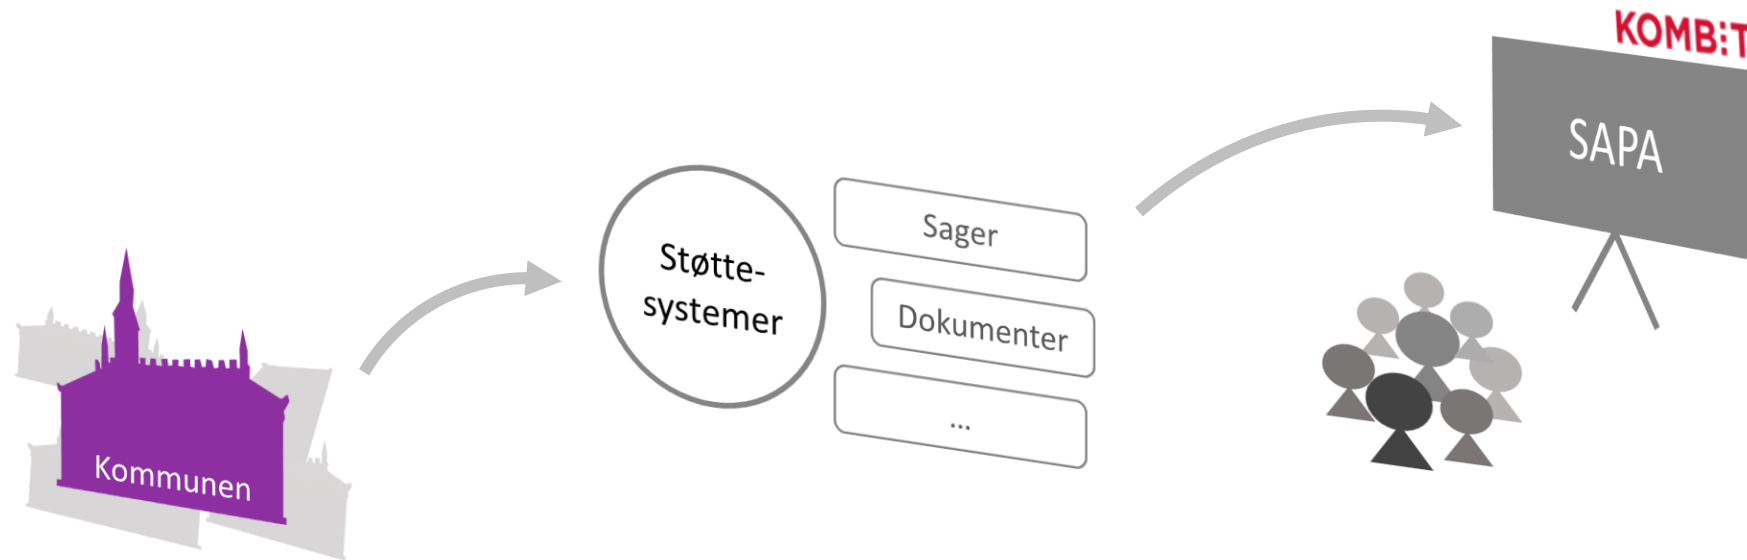 KOMB:T
SAPA
Støtte-
systemer
Sager
Dokumenter
...
Kommunen